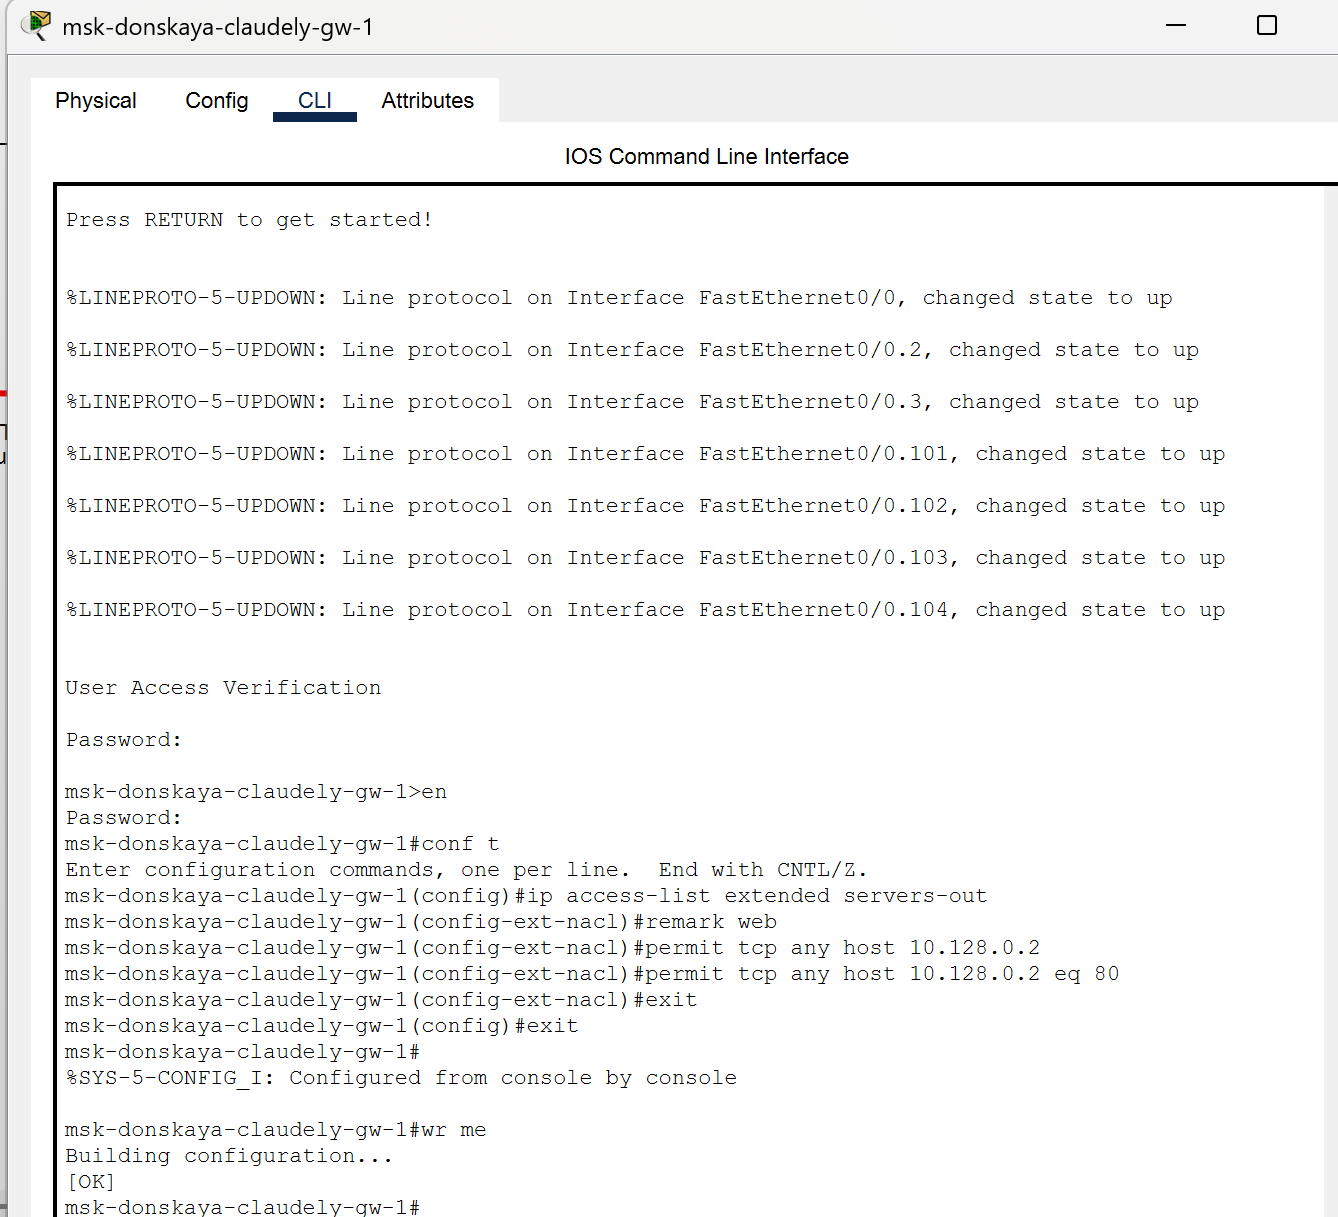 msk-donskaya-claudely-gw-1
Physical Config CLI Attributes
IOS Command Line Interface
Press RETURN to get started!
%LINEPROTO-5-UPDOWN: Line protocol on Interface FastEthernet0/0, changed state to up
%LINEPROTO-5-UPDOWN: Line protocol on Interface FastEthernet0/0.2, changed state to up
%LINEPROTO-5-UPDOWN: Line protocol on Interface FastEthernet0/0.3, changed state to up
%LINEPROTO-5-UPDOWN: Line protocol on Interface FastEthernet0/0.101, changed state to up
%LINEPROTO-5-UPDOWN: Line protocol on Interface FastEthernet0/0.102, changed state to up
%LINEPROTO-5-UPDOWN: Line protocol on Interface FastEthernet0/0.103, changed state to up
%LINEPROTO-5-UPDOWN: Line protocol on Interface FastEthernet0/0.104, changed state to up
User Access Verification
Password:
msk-donskaya-claudely-gw-1>en
Password:
msk-donskaya-claudely-gw-1#conf t
Enter configuration commands, one per line.  End with CNTL/Z.
msk-donskaya-claudely-gw-1(config)#ip access-list extended servers-out
msk-donskaya-claudely-gw-1(config-ext-nacl)#remark web
msk-donskaya-claudely-gw-1(config-ext-nacl)#permit tcp any host 10.128.0.2
msk-donskaya-claudely-gw-1(config-ext-nacl)#permit tcp any host 10.128.0.2 eq 80
msk-donskaya-claudely-gw-1(config-ext-nacl)#exit
msk-donskaya-claudely-gw-1(config)#exit
msk-donskaya-claudely-gw-1#
%SYS-5-CONFIG_I: Configured from console by console
msk-donskaya-claudely-gw-1#wr me
Building configuration...
[OK]
msk-donskaya-claudely-gw-1#